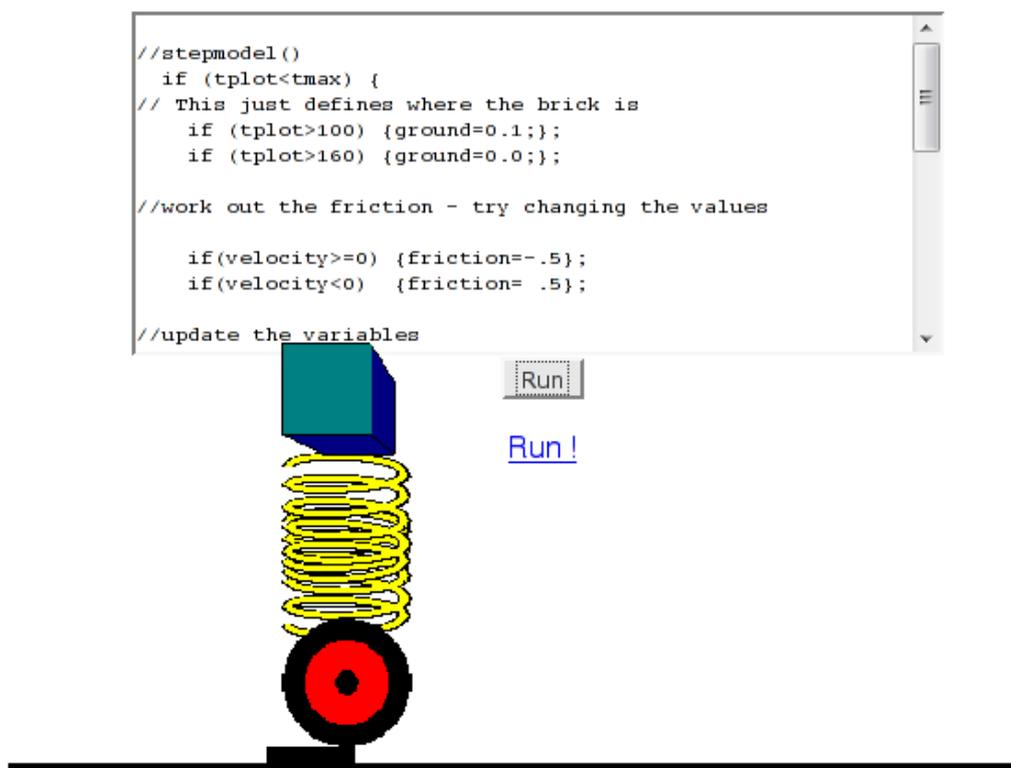 //stepmodel()
if (tplot<tmax) {
// This just defines where the brick is
if (tplot>100) {ground=0.1;};
if (tplot>160) {ground=0.0;};
//work out the friction - try changing the values
if(velocity>=0) {friction=-.5};
if(velocity<0)  {friction= .5};
//update the variables
Run
Run !